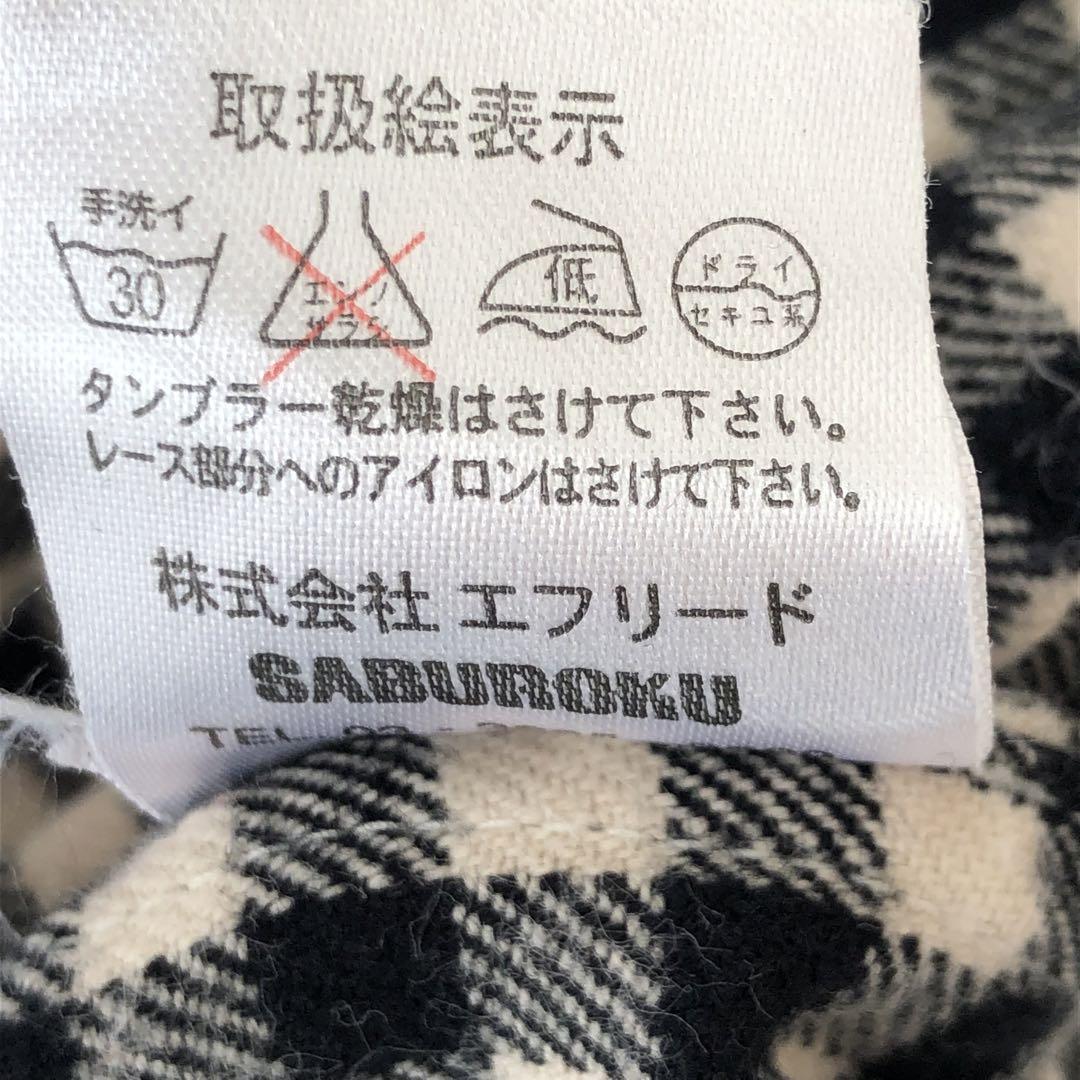 取扱絵表示
手洗イ
30
エンソ
サラシ
低
ドライ
セキユ系
タンブラー乾燥はさけて下さい。
レース部分へのアイロンはさけて下さい。
株式会社 エフリード
SABUROKU
TEL